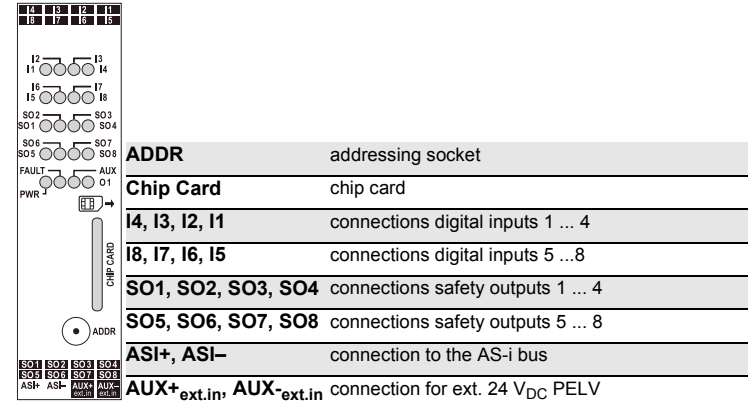 I4 I3 I2 I1
I8 I7 I6 I5
I2 I3
I1 I4
I6 I7
I5 I8
SO2 SO3
SO1 SO4
SO6 SO7
SO5 SO8
FAULT AUX
O1
PWR
CHIP CARD
ADDR
SO1 SO2 SO3 SO4
SO5 SO6 SO7 SO8
ASI+ ASI– AUX+ AUX–
ext.in ext.in
ADDR addressing socket
Chip Card chip card
I4, I3, I2, I1 connections digital inputs 1 ... 4
I8, I7, I6, I5 connections digital inputs 5 ...8
SO1, SO2, SO3, SO4 connections safety outputs 1 ... 4
SO5, SO6, SO7, SO8 connections safety outputs 5 ... 8
ASI+, ASI– connection to the AS-i bus
AUX+ext.in, AUX-ext.in connection for ext. 24 VDC PELV